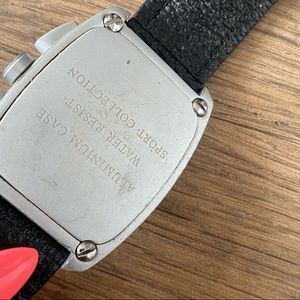 ALUMINIUM CASE
WATER RESIST
"SPORT- COLLECTION